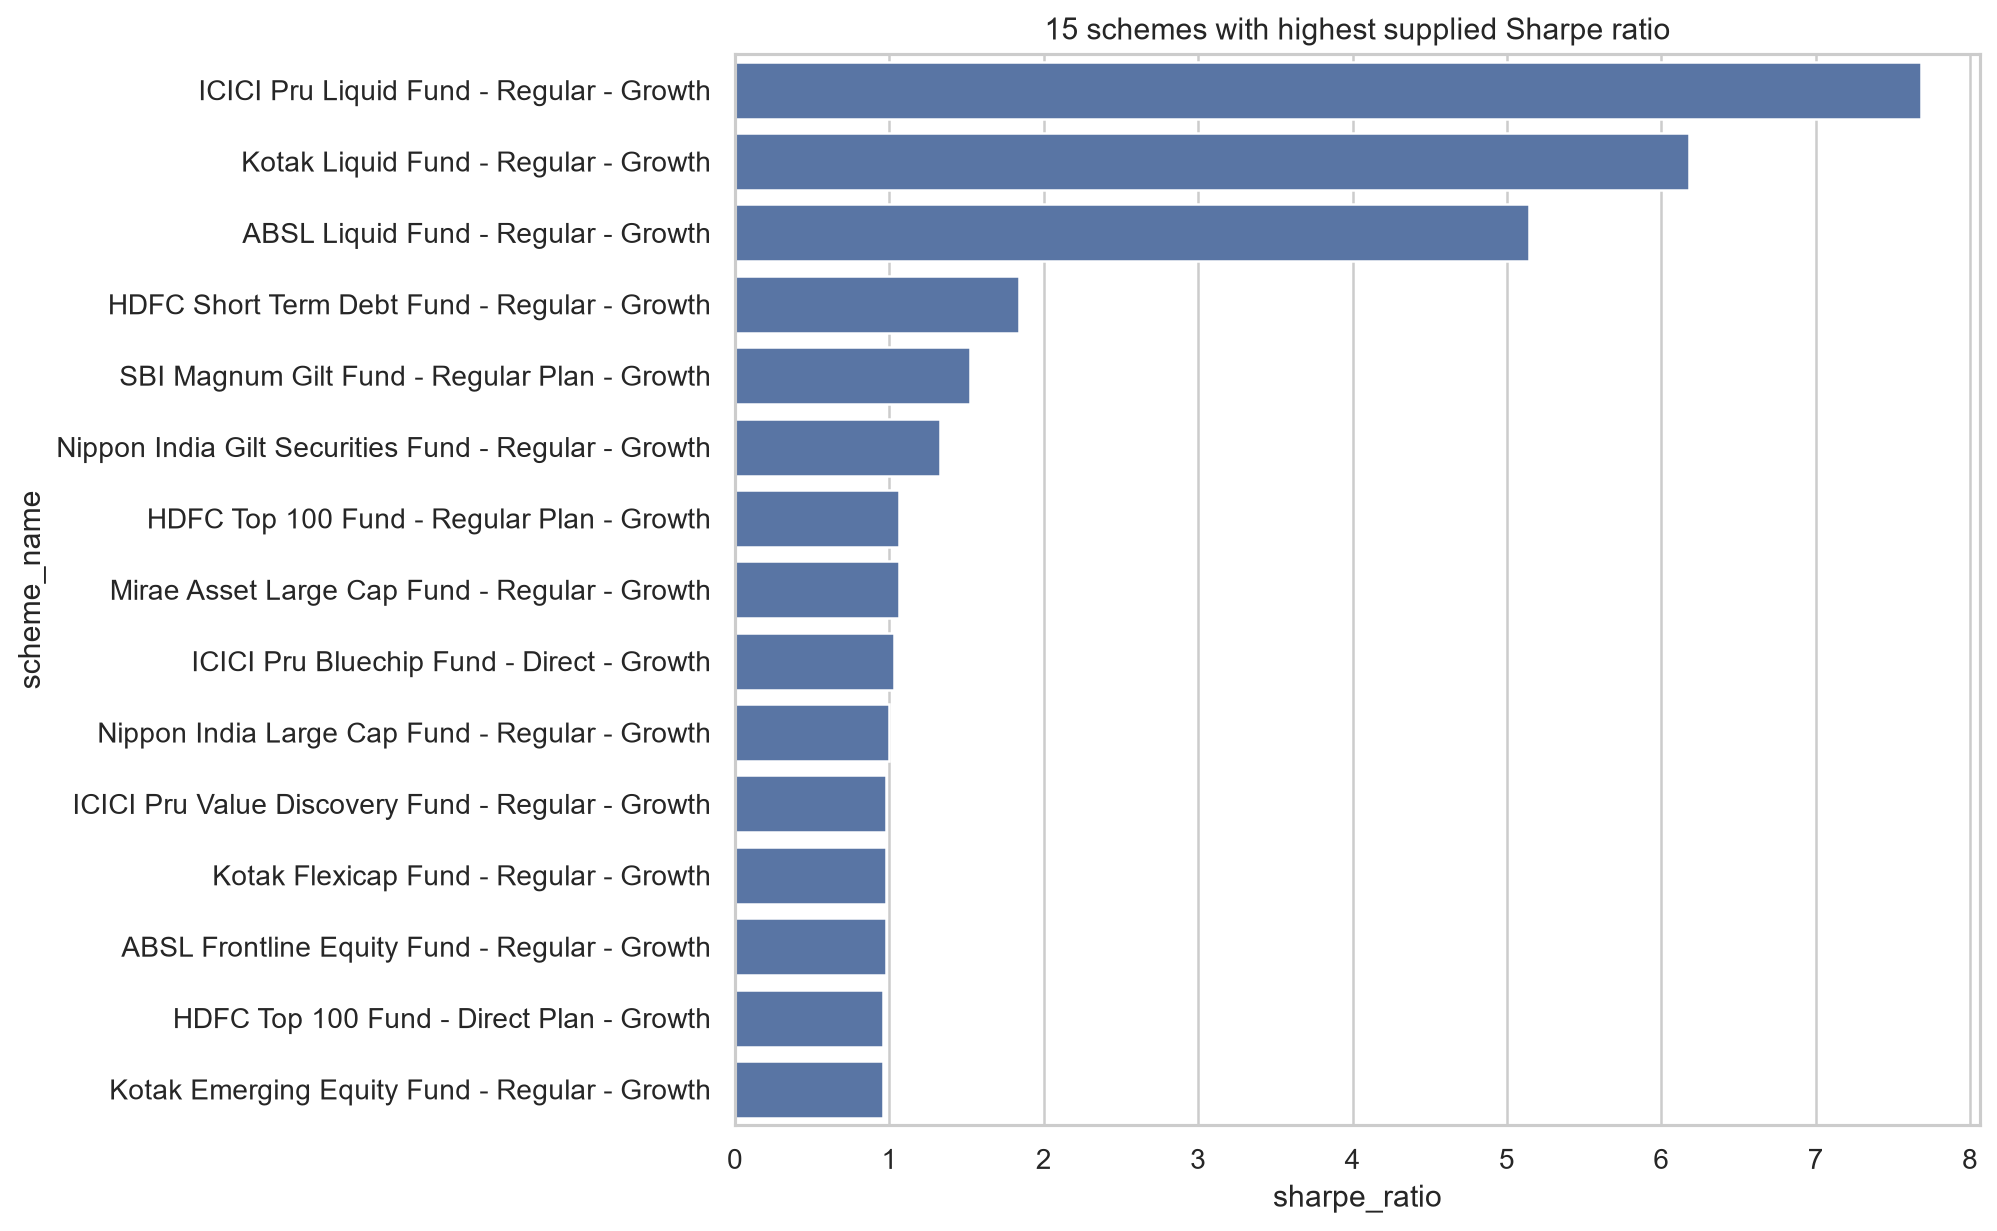 15 schemes with highest supplied Sharpe ratio
ICICI Pru Liquid Fund - Regular - Growth
Kotak Liquid Fund - Regular - Growth
ABSL Liquid Fund - Regular - Growth
HDFC Short Term Debt Fund - Regular - Growth
SBI Magnum Gilt Fund - Regular Plan - Growth
Nippon India Gilt Securities Fund - Regular - Growth
HDFC Top 100 Fund - Regular Plan - Growth
Mirae Asset Large Cap Fund - Regular - Growth
ICICI Pru Bluechip Fund - Direct - Growth
Nippon India Large Cap Fund - Regular - Growth
ICICI Pru Value Discovery Fund - Regular - Growth
Kotak Flexicap Fund - Regular - Growth
ABSL Frontline Equity Fund - Regular - Growth
HDFC Top 100 Fund - Direct Plan - Growth
Kotak Emerging Equity Fund - Regular - Growth
scheme_name
0 1 2 3 4 5 6 7 8
sharpe_ratio